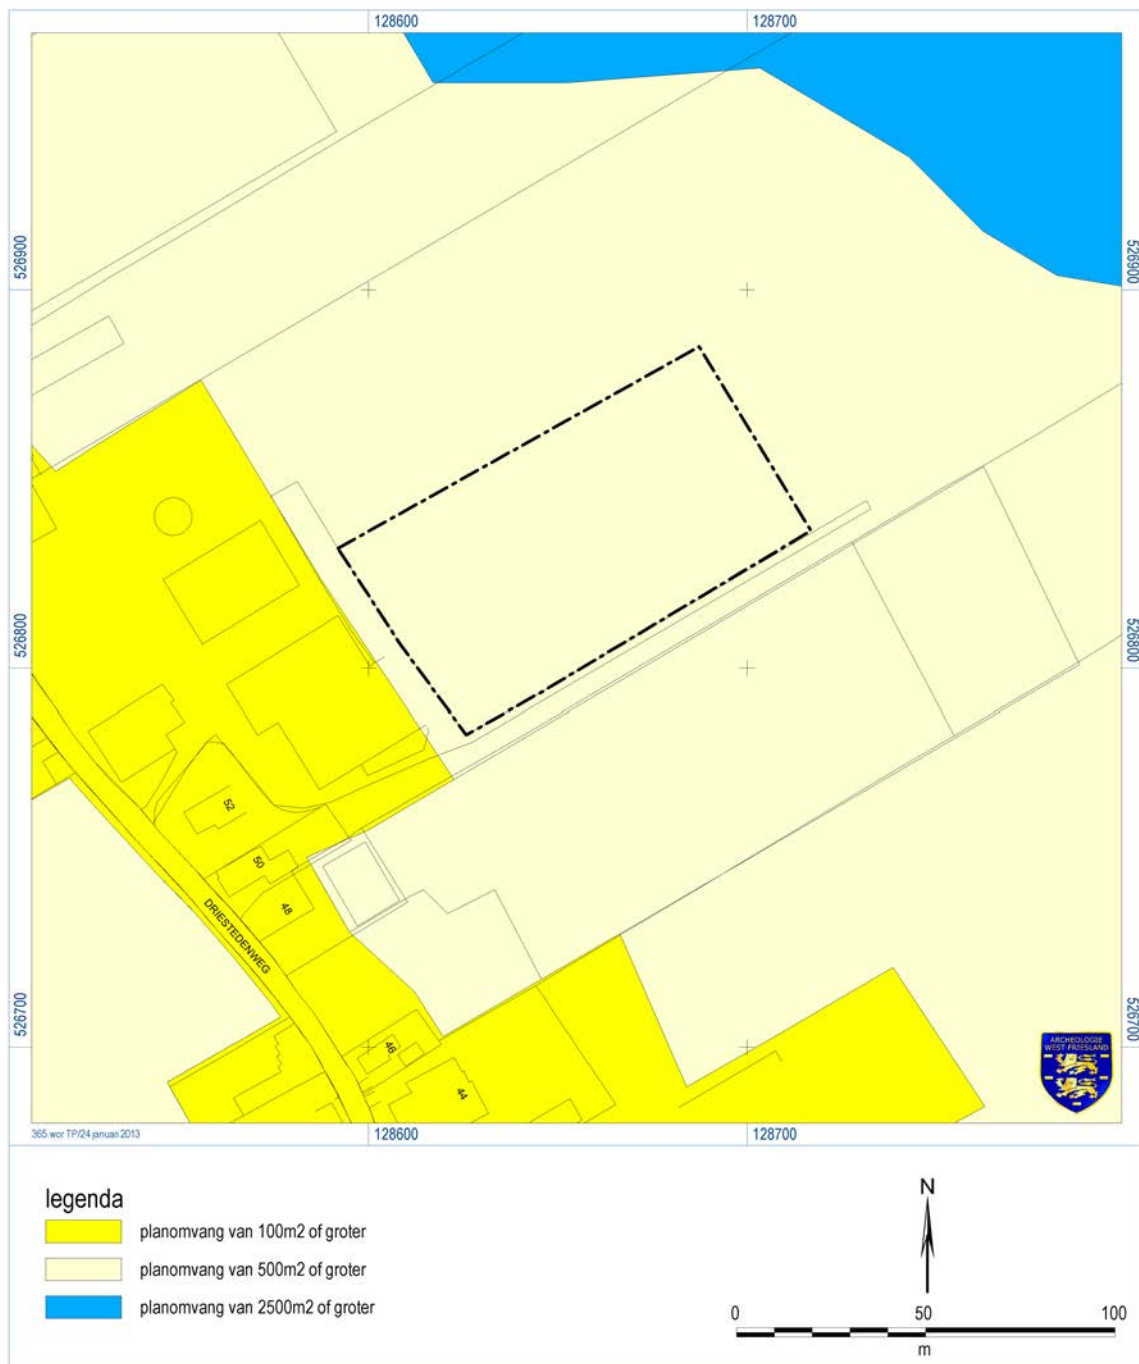 128600
128700
526900
526900
526800
526800
52
50
48
DRIESTEDENWEG
526700
526700
46
44
ARCHEOLOGIE
WEST FRIESLAND
365.wor TP/24 januari 2013
128600
128700
legenda
planomvang van 100m2 of groter
planomvang van 500m2 of groter
planomvang van 2500m2 of groter
N
0 50 100
m